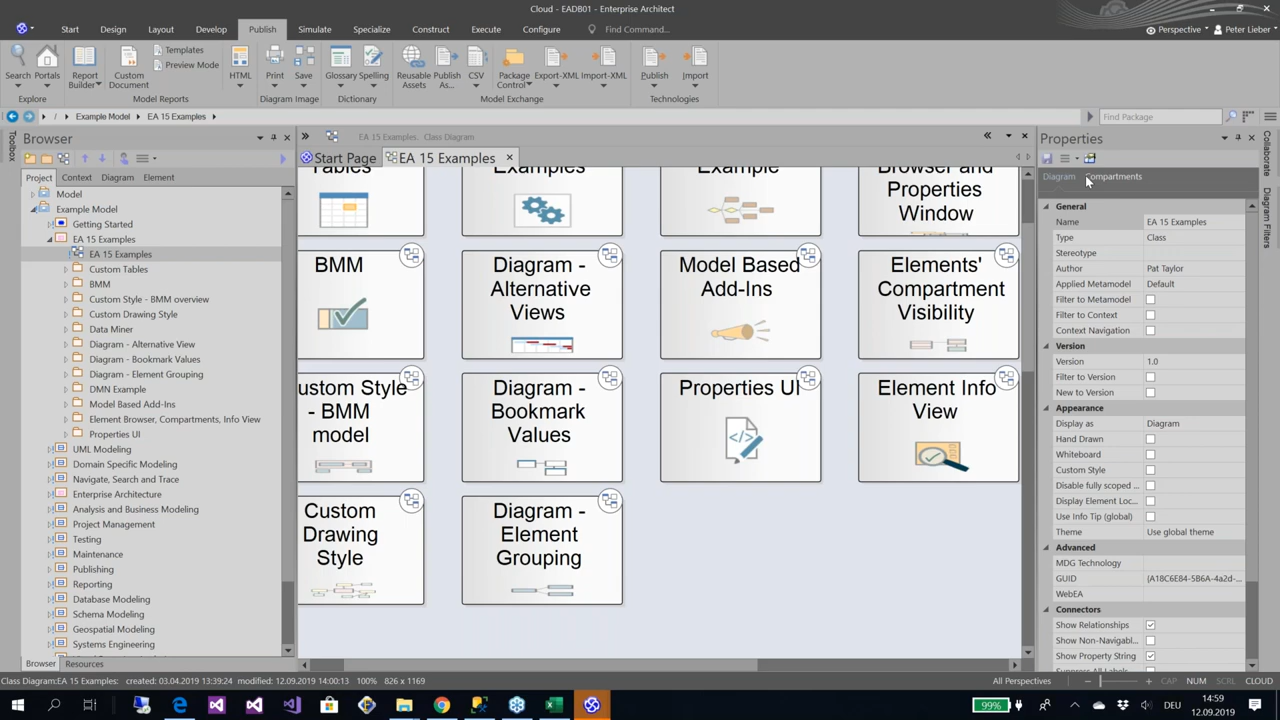 Cloud - EADB01 - Enterprise Architect
Start Design Layout Develop Publish Simulate Specialize Construct Execute Configure Find Command... Perspective Peter Lieber
Search Portals Report Builder Custom Document Templates Preview Mode HTML Print Save Glossary Spelling Reusable Assets Publish As... CSV Package Control Export-XML Import-XML Publish Import
Explore Model Reports Diagram Image Dictionary Model Exchange Technologies
/ Example Model EA 15 Examples Find Package
Toolbox
Browser
Project Context Diagram Element
Model
Example Model
Getting Started
EA 15 Examples
EA 15 Examples
Custom Tables
BMM
Custom Style - BMM overview
Custom Drawing Style
Data Miner
Diagram - Alternative View
Diagram - Bookmark Values
Diagram - Element Grouping
DMN Example
Model Based Add-Ins
Element Browser, Compartments, Info View
Properties UI
UML Modeling
Domain Specific Modeling
Navigate, Search and Trace
Enterprise Architecture
Analysis and Business Modeling
Project Management
Testing
Maintenance
Publishing
Reporting
Database Modeling
Schema Modeling
Geospatial Modeling
Systems Engineering
Browser Resources
EA 15 Examples. Class Diagram
Start Page EA 15 Examples
Tables
Examples
Example
Browser and
Properties
Window
BMM
Diagram -
Alternative
Views
Model Based
Add-Ins
Elements'
Compartment
Visibility
ustom Style
- BMM
model
Diagram -
Bookmark
Values
Properties UI
Element Info
View
Custom
Drawing
Style
Diagram -
Element
Grouping
Properties
Diagram Compartments
General
Name EA 15 Examples
Type Class
Stereotype
Author Pat Taylor
Applied Metamodel Default
Filter to Metamodel
Filter to Context
Context Navigation
Version
Version 1.0
Filter to Version
New to Version
Appearance
Display as Diagram
Hand Drawn
Whiteboard
Custom Style
Disable fully scoped ...
Display Element Loc...
Use Info Tip (global)
Theme Use global theme
Advanced
MDG Technology
GUID {A18C6E84-5B6A-4a2d-...
WebEA
Connectors
Show Relationships
Show Non-Navigabl...
Show Property String
Suppress All Labels
Collaborate
Diagram Filters
Class Diagram:EA 15 Examples: created: 03.04.2019 13:39:24 modified: 12.09.2019 14:00:13 100% 826 x 1169 All Perspectives CAP NUM SCRL CLOUD
99% DEU 14:59
12.09.2019